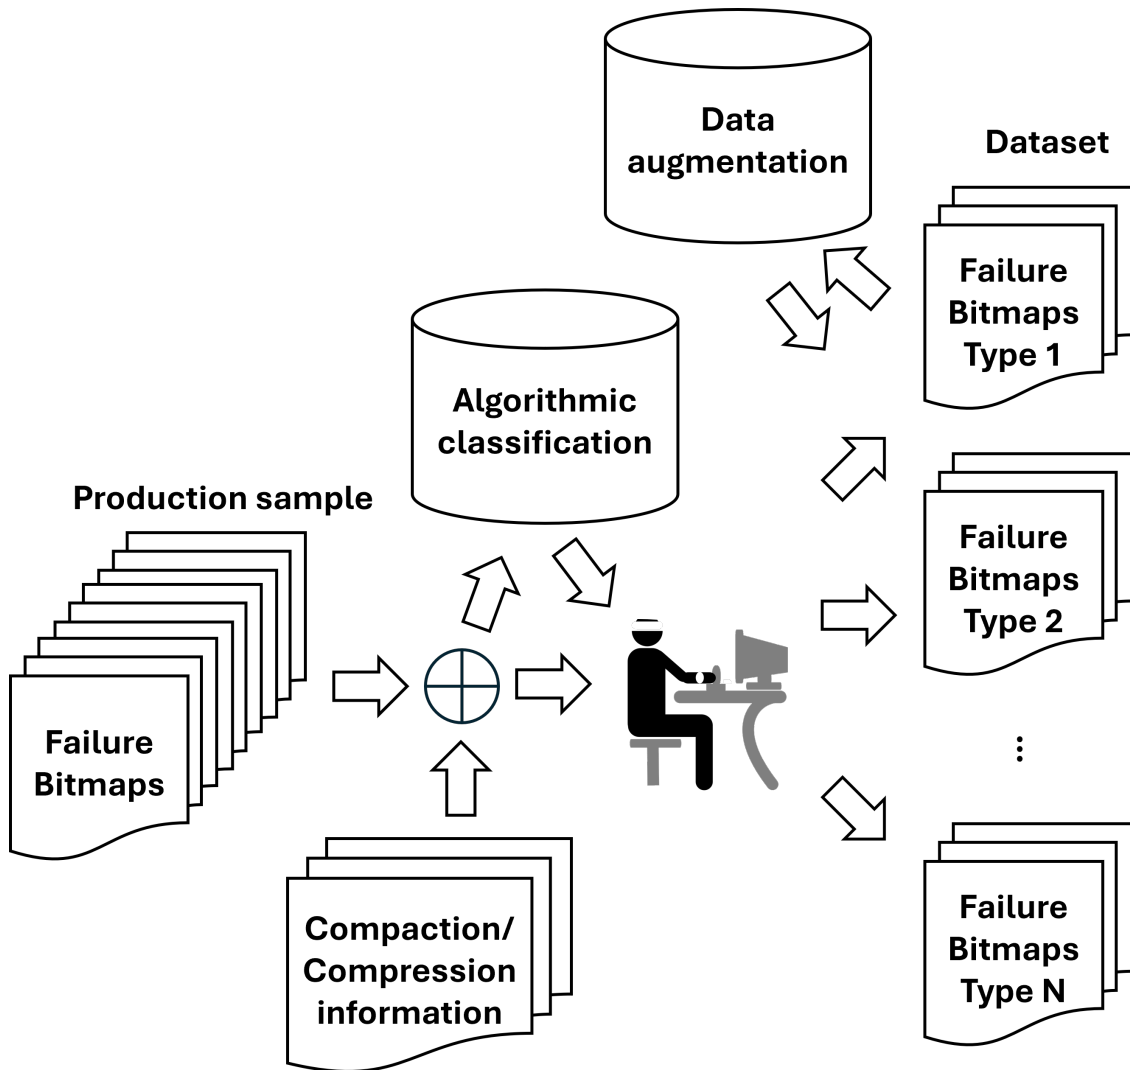 Data
augmentation
Dataset
Failure
Bitmaps
Type 1
Algorithmic
classification
Production sample
Failure
Bitmaps
Type 2
Failure
Bitmaps
⋮
Compaction/
Compression
information
Failure
Bitmaps
Type N